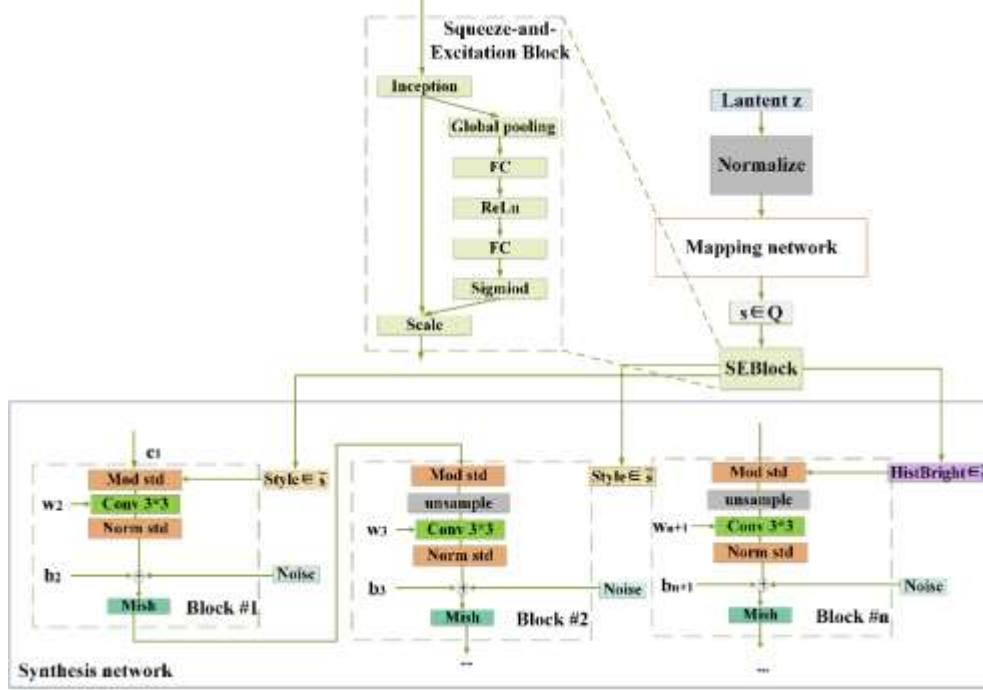 Squeeze-and-
Excitation Block
Inception
Global pooling
FC
ReLu
FC
Sigmiod
Scale
Lantent z
Normalize
Mapping network
s∈Q
SEBlock
c1
Mod std
Style∈ s̄
w2
Conv 3*3
Norm std
b2
Noise
Mish
Block #1
Mod std
Style∈ s̄
unsample
w3
Conv 3*3
Norm std
b3
Noise
Mish
Block #2
...
Mod std
HistBright∈
unsample
wn+1
Conv 3*3
Norm std
bn+1
Noise
Mish
Block #n
...
Synthesis network